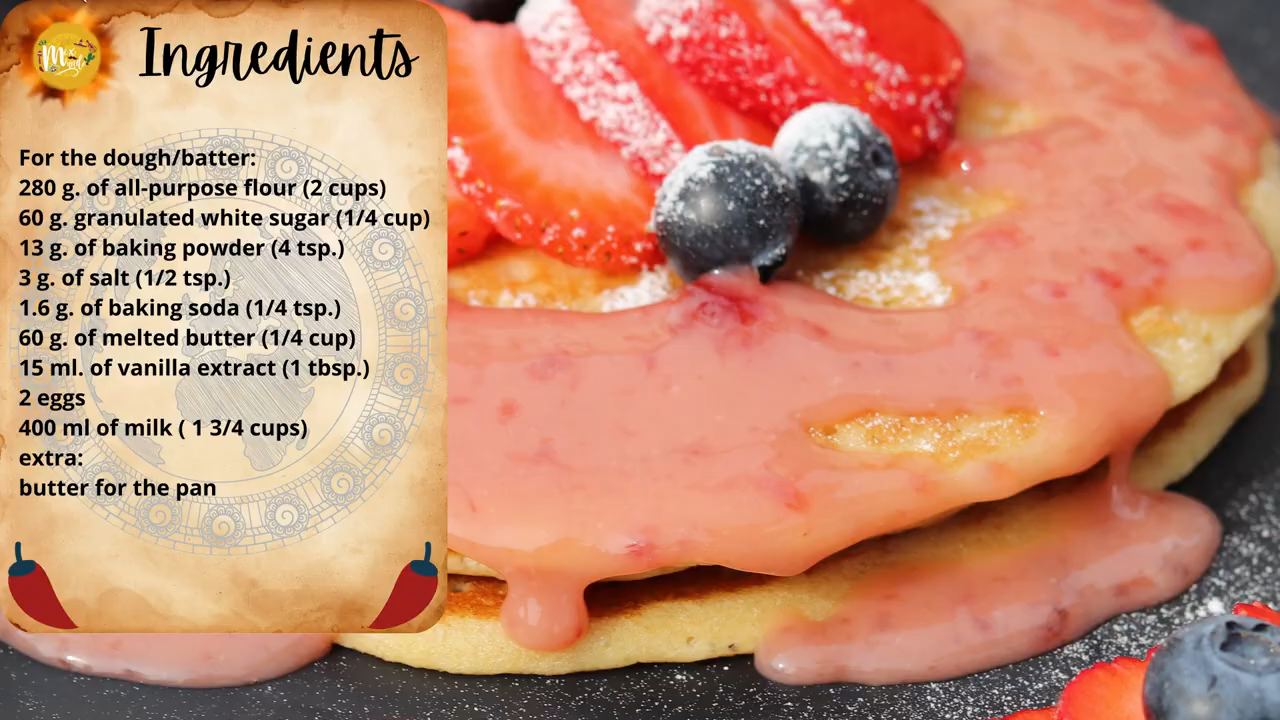 Ingredients
For the dough/batter:
280 g. of all-purpose flour (2 cups)
60 g. granulated white sugar (1/4 cup)
13 g. of baking powder (4 tsp.)
3 g. of salt (1/2 tsp.)
1.6 g. of baking soda (1/4 tsp.)
60 g. of melted butter (1/4 cup)
15 ml. of vanilla extract (1 tbsp.)
2 eggs
400 ml of milk ( 1 3/4 cups)
extra:
butter for the pan